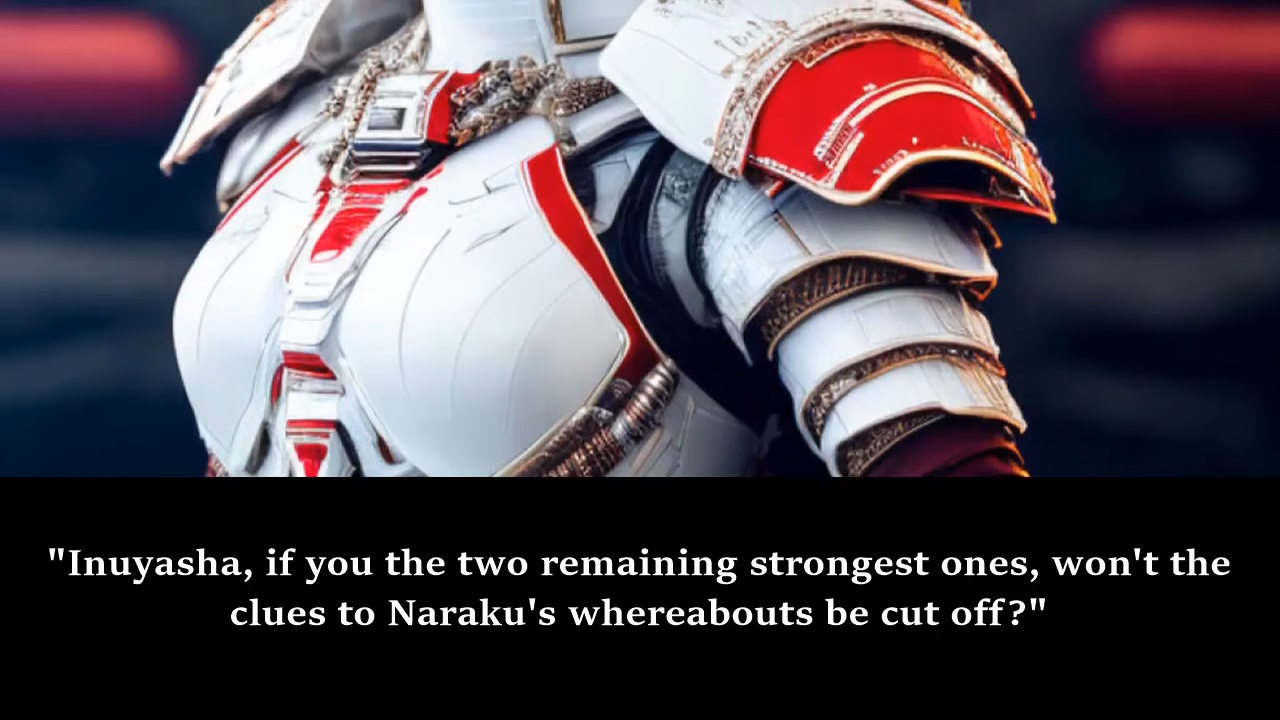 "Inuyasha, if you the two remaining strongest ones, won't the
clues to Naraku's whereabouts be cut off?"